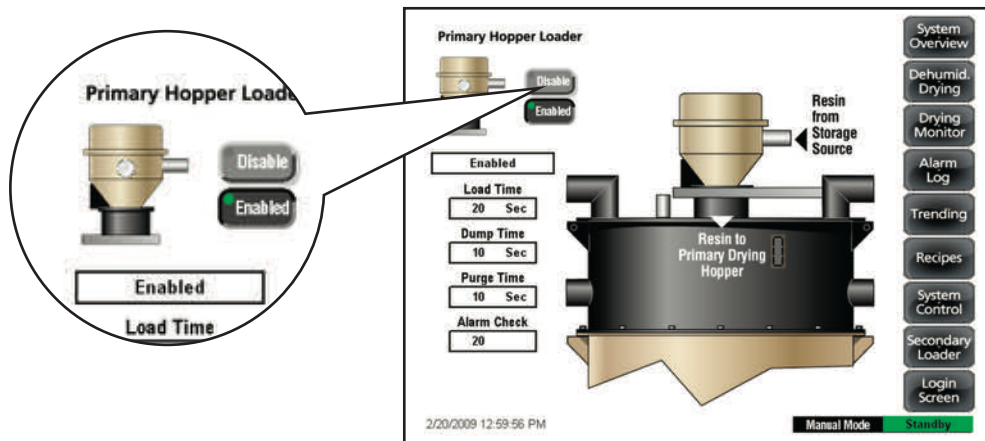 Primary Hopper Loade
Disable
Enabled
Enabled
Load Time
Primary Hopper Loader
Disable
Enabled
Enabled
Load Time
20 Sec
Dump Time
10 Sec
Purge Time
10 Sec
Alarm Check
20
Resin
from
Storage
Source
Resin to
Primary Drying
Hopper
System
Overview
Dehumid.
Drying
Drying
Monitor
Alarm
Log
Trending
Recipes
System
Control
Secondary
Loader
Login
Screen
2/20/2009 12:59:56 PM
Manual Mode Standby